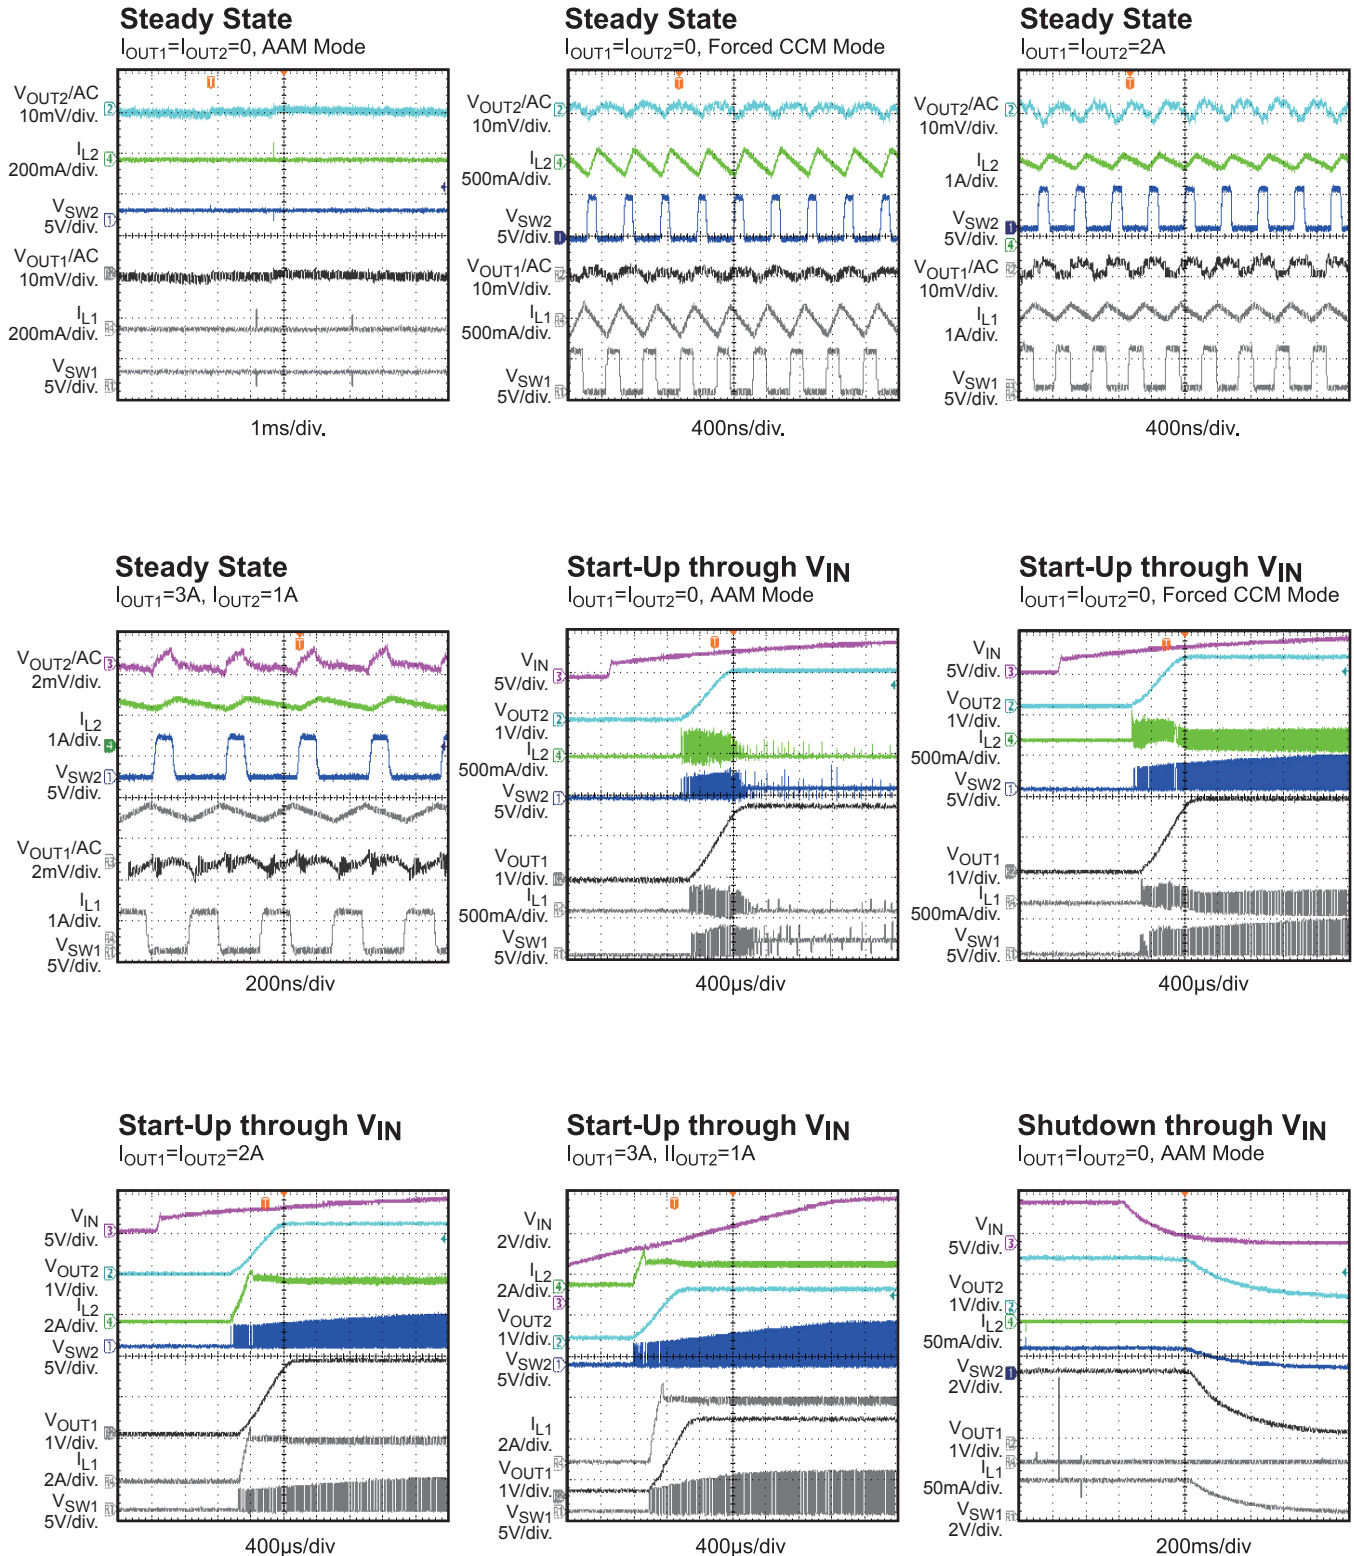 Steady State
IOUT1=IOUT2=0, AAM Mode
VOUT2/AC
10mV/div.
IL2
200mA/div.
VSW2
5V/div.
VOUT1/AC
10mV/div.
IL1
200mA/div.
VSW1
5V/div.
1ms/div.
Steady State
IOUT1=IOUT2=0, Forced CCM Mode
VOUT2/AC
10mV/div.
IL2
500mA/div.
VSW2
5V/div.
VOUT1/AC
10mV/div.
IL1
500mA/div.
VSW1
5V/div.
400ns/div.
Steady State
IOUT1=IOUT2=2A
VOUT2/AC
10mV/div.
IL2
1A/div.
VSW2
5V/div.
VOUT1/AC
10mV/div.
IL1
1A/div.
VSW1
5V/div.
400ns/div.
Steady State
IOUT1=3A, IOUT2=1A
VOUT2/AC
2mV/div.
IL2
1A/div.
VSW2
5V/div.
VOUT1/AC
2mV/div.
IL1
1A/div.
VSW1
5V/div.
200ns/div
Start-Up through VIN
IOUT1=IOUT2=0, AAM Mode
VIN
5V/div.
VOUT2
1V/div.
IL2
500mA/div.
VSW2
5V/div.
VOUT1
1V/div.
IL1
500mA/div.
VSW1
5V/div.
400µs/div
Start-Up through VIN
IOUT1=IOUT2=0, Forced CCM Mode
VIN
5V/div.
VOUT2
1V/div.
IL2
500mA/div.
VSW2
5V/div.
VOUT1
1V/div.
IL1
500mA/div.
VSW1
5V/div.
400µs/div
Start-Up through VIN
IOUT1=IOUT2=2A
VIN
5V/div.
VOUT2
1V/div.
IL2
2A/div.
VSW2
5V/div.
VOUT1
1V/div.
IL1
2A/div.
VSW1
5V/div.
400µs/div
Start-Up through VIN
IOUT1=3A, IIOUT2=1A
VIN
2V/div.
IL2
2A/div.
VOUT2
1V/div.
VSW2
5V/div.
IL1
2A/div.
VOUT1
1V/div.
VSW1
5V/div.
400µs/div
Shutdown through VIN
IOUT1=IOUT2=0, AAM Mode
VIN
5V/div.
VOUT2
1V/div.
IL2
50mA/div.
VSW2
2V/div.
VOUT1
1V/div.
IL1
50mA/div.
VSW1
2V/div.
200ms/div